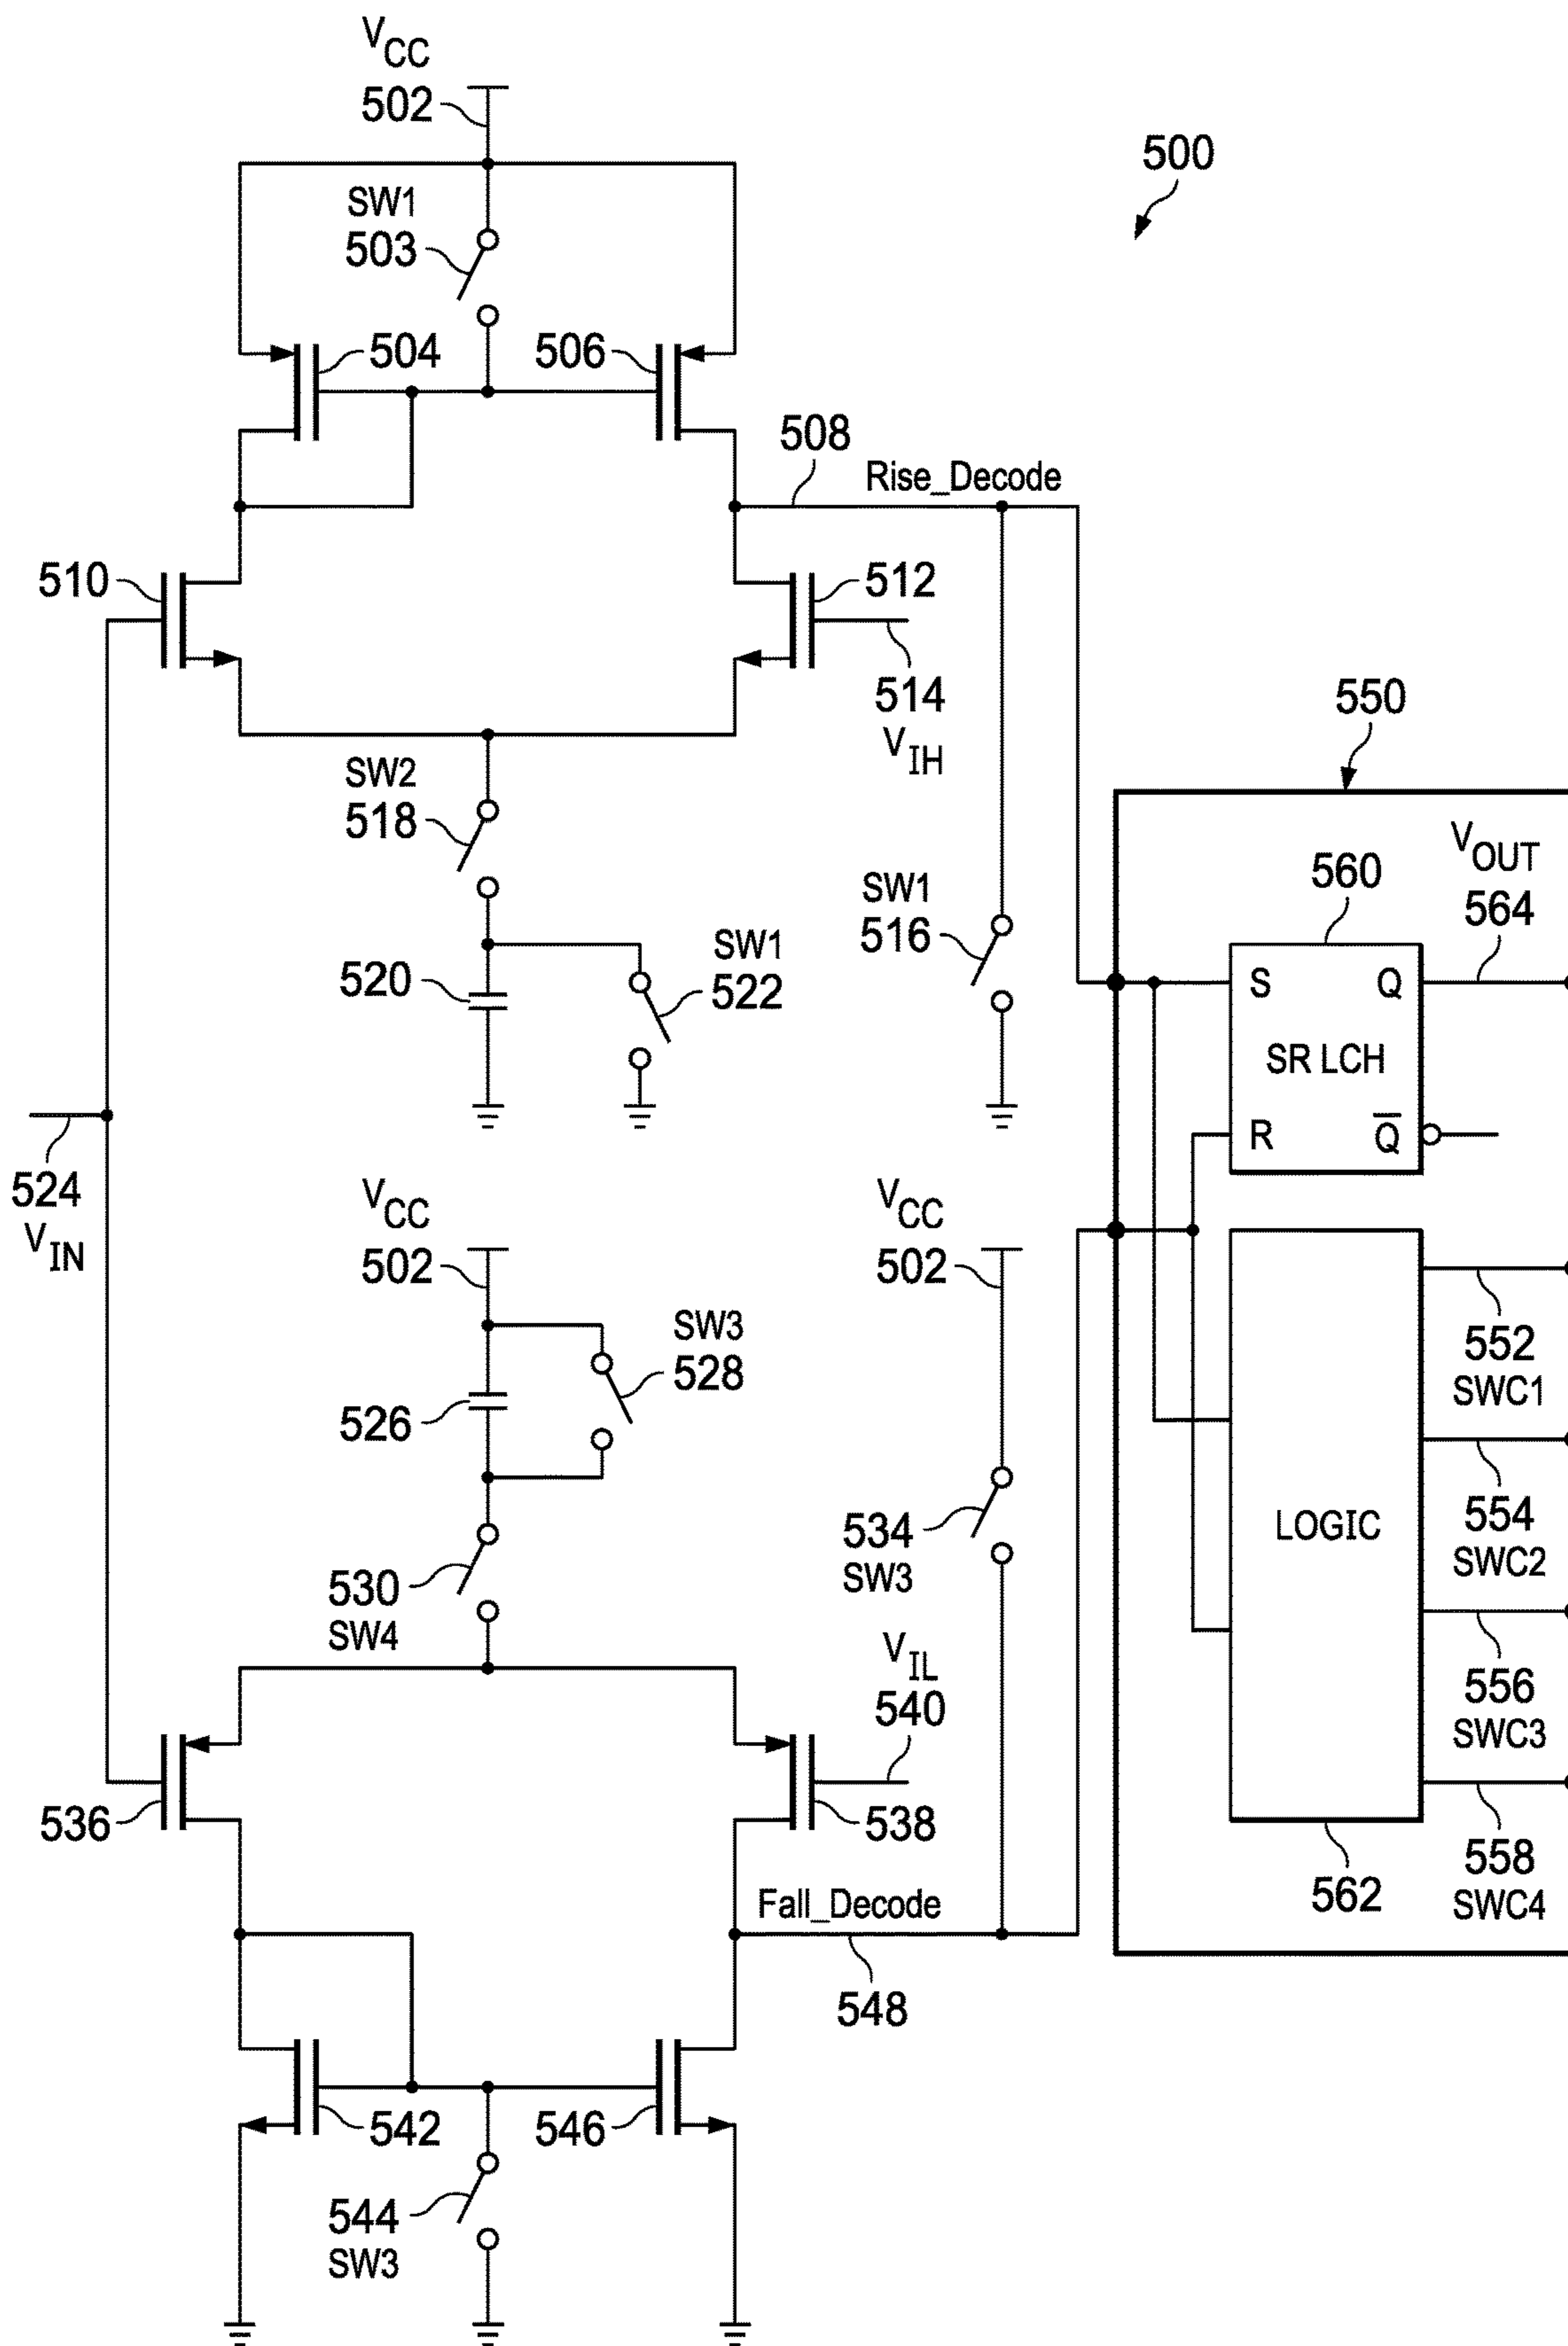 V_CC
502
500
SW1
503
504
506
508
Rise_Decode
510
512
514
V_IH
550
SW2
518
SW1
516
V_OUT
564
560
520
SW1
522
S
Q
SR LCH
R
Q̅
524
V_IN
V_CC
502
V_CC
502
552
SWC1
SW3
528
526
554
SWC2
LOGIC
534
SW3
530
SW4
V_IL
540
556
SWC3
536
538
558
SWC4
562
Fall_Decode
548
542
546
544
SW3